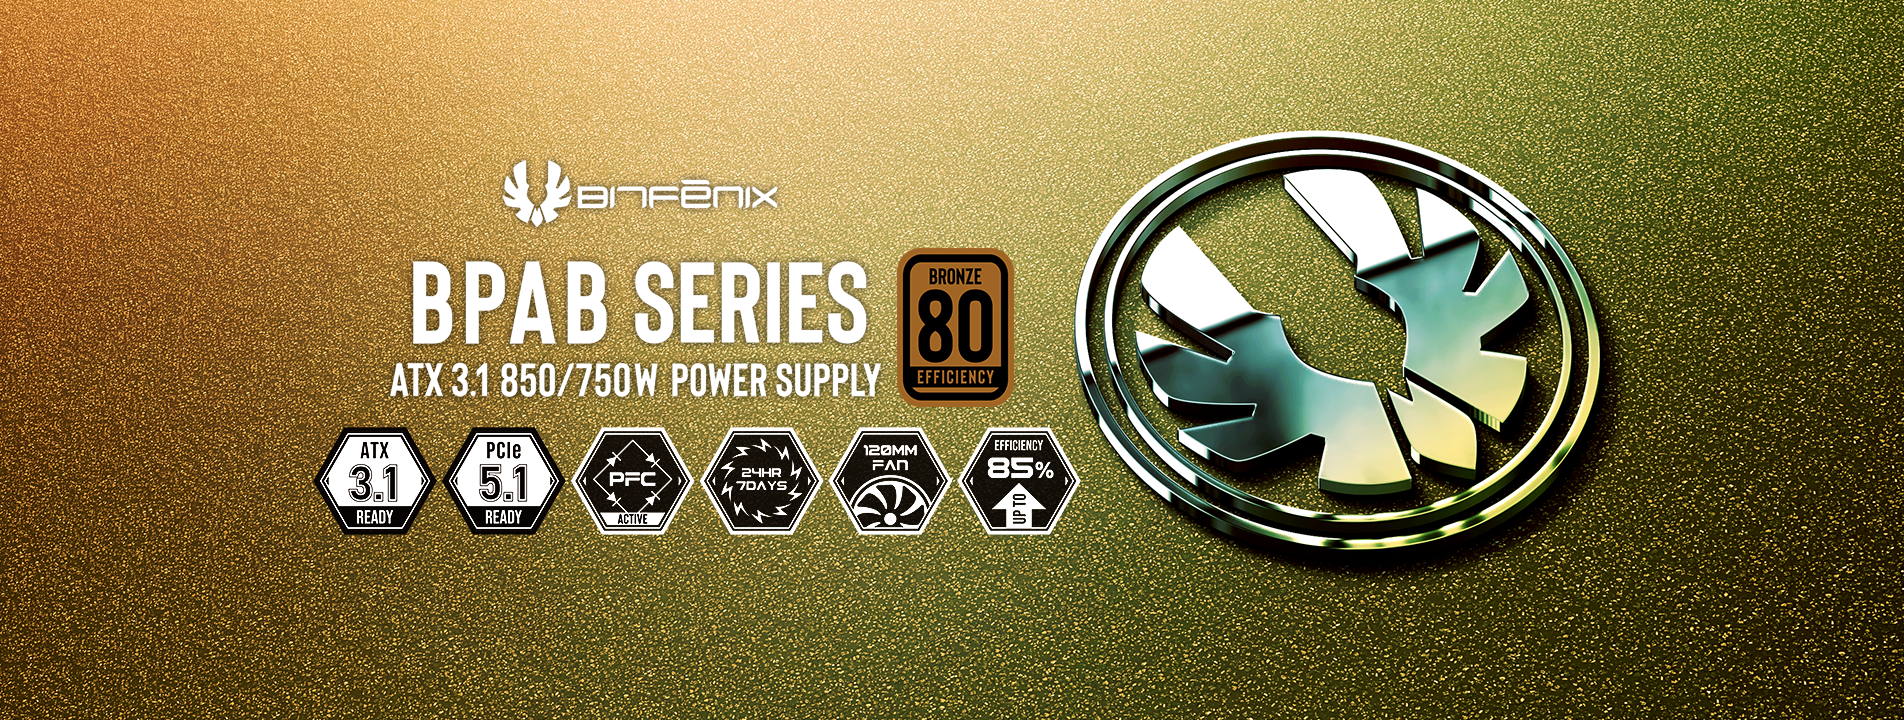 BITFENIX
BPAB SERIES
ATX 3.1 850/750W POWER SUPPLY
BRONZE
80
EFFICIENCY
ATX
3.1
READY
PCIe
5.1
READY
PFC
ACTIVE
24HR
7DAYS
120MM
FAN
EFFICIENCY
85%
UP TO